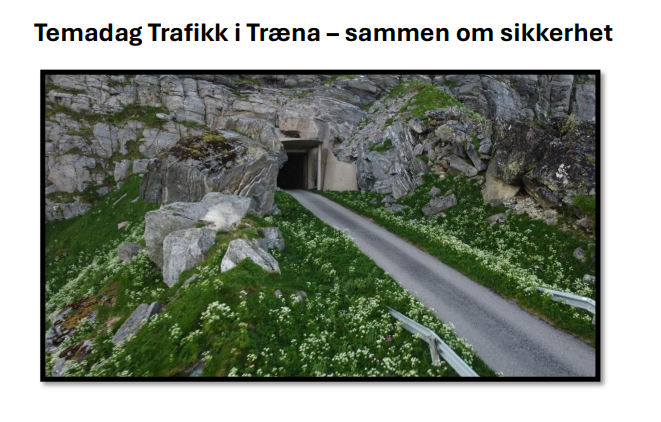 Temadag Trafikk i Træna – sammen om sikkerhet